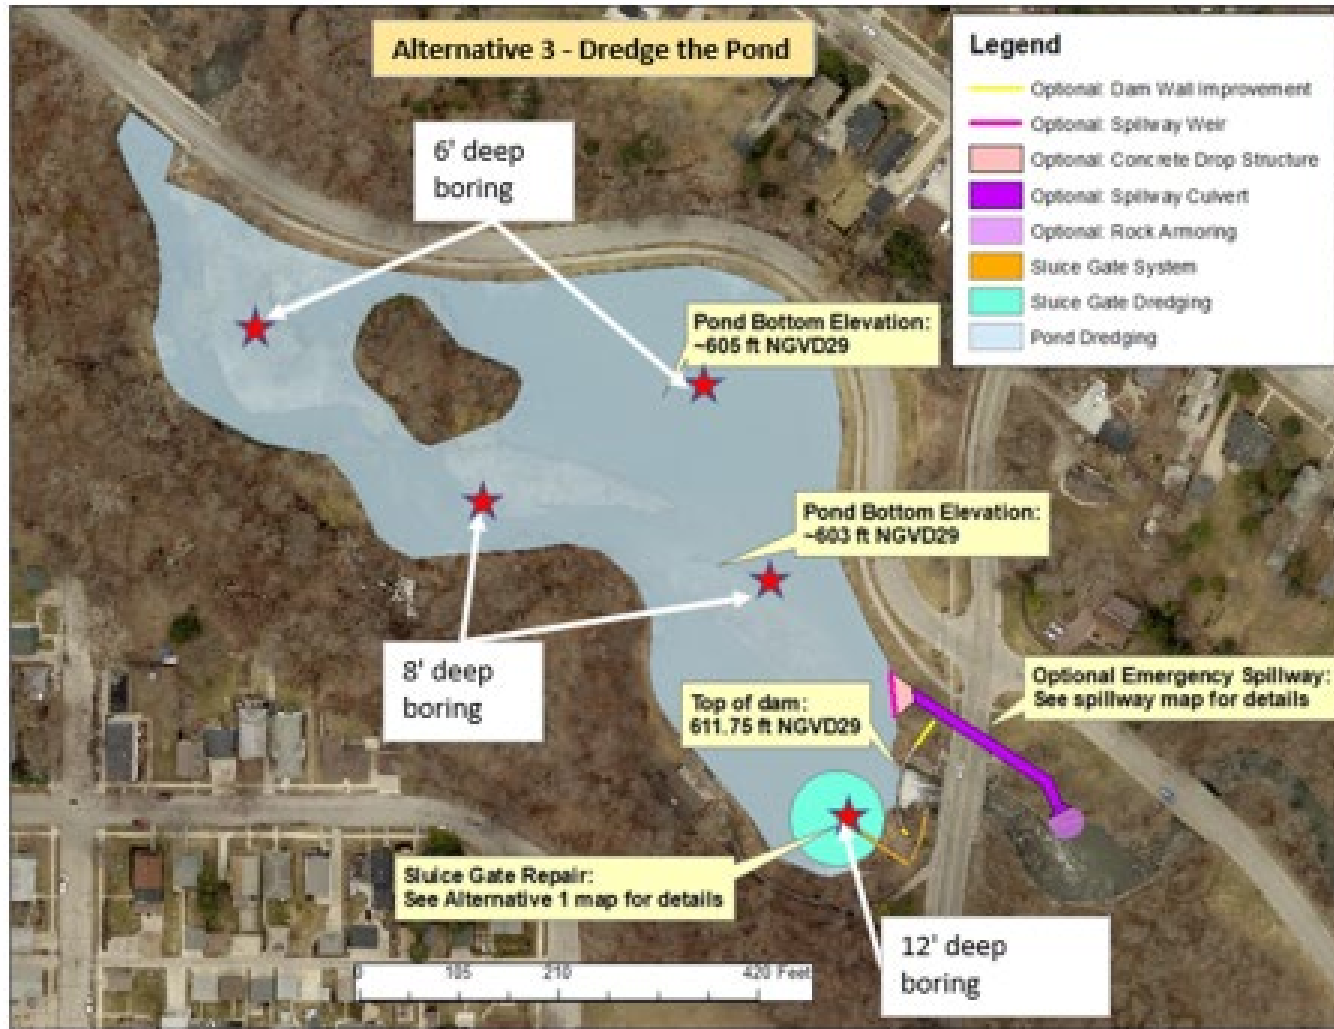 Alternative 3 - Dredge the Pond
Legend
Optional: Dam Wall Improvement
Optional: Spillway Weir
Optional: Concrete Drop Structure
Optional: Spillway Culvert
Optional: Rock Armoring
Sluice Gate System
Sluice Gate Dredging
Pond Dredging
6' deep
boring
Pond Bottom Elevation:
~605 ft NGVD29
Pond Bottom Elevation:
~603 ft NGVD29
8' deep
boring
Optional Emergency Spillway:
See spillway map for details
Top of dam:
611.75 ft NGVD29
Sluice Gate Repair:
See Alternative 1 map for details
12' deep
boring
0 105 210 420 Feet